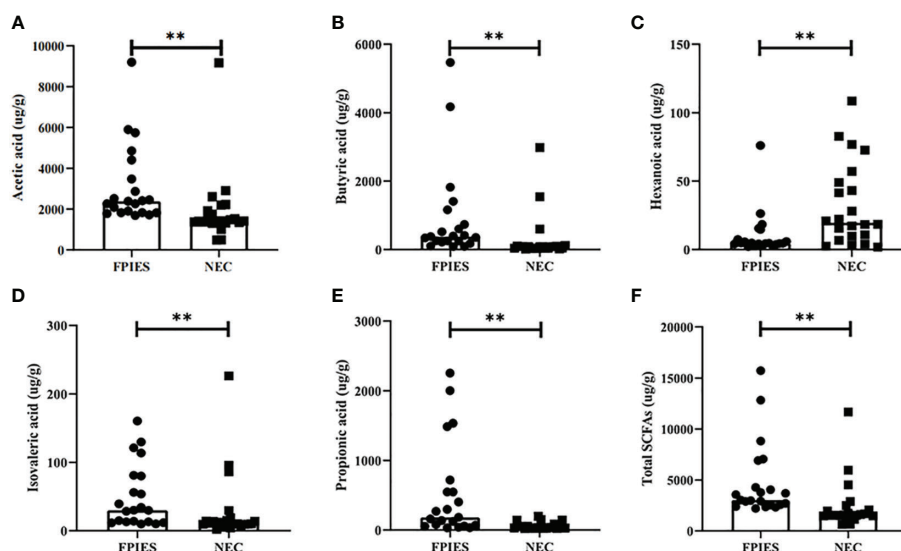 A
**
Acetic acid (ug/g)
10000
8000
6000
4000
2000
0
FPIES
NEC
B
**
Butyric acid (ug/g)
6000
4000
2000
0
FPIES
NEC
C
**
Hexanoic acid (ug/g)
150
100
50
0
FPIES
NEC
D
**
Isovaleric acid (ug/g)
300
200
100
0
FPIES
NEC
E
**
Propionic acid (ug/g)
3000
2000
1000
0
FPIES
NEC
F
**
Total SCFAs (ug/g)
20000
15000
10000
5000
0
FPIES
NEC